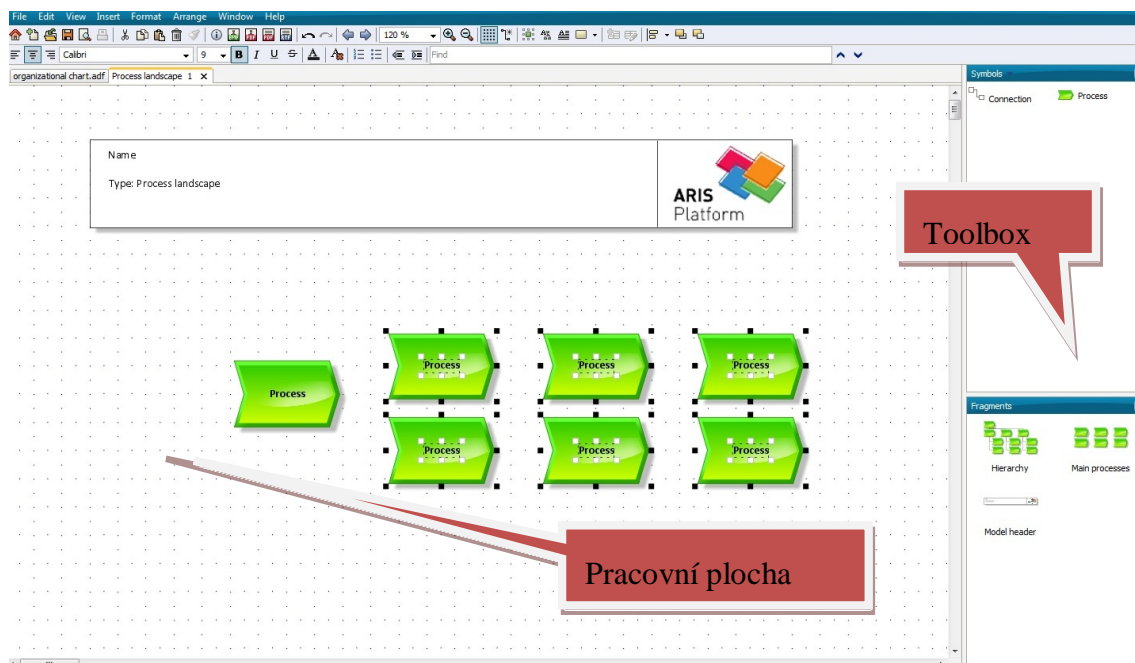 File Edit View Insert Format Arrange Window Help
120 %
Calibri 9 B I U S A Find
organizational chart.adf Process landscape 1 X
Symbols
Connection Process
Name
Type: Process landscape
ARIS
Platform
Toolbox
Process Process Process
Process
Process Process Process
Fragments
Hierarchy Main processes
Model header
Pracovní plocha